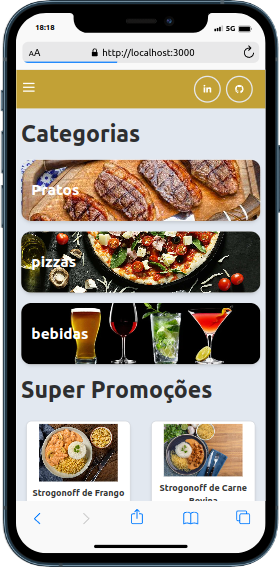 18:18
5G
AA
http://localhost:3000
in
Categorias
Pratos
pizzas
bebidas
Super Promoções
Strogonoff de Frango
Strogonoff de Carne
Bovina